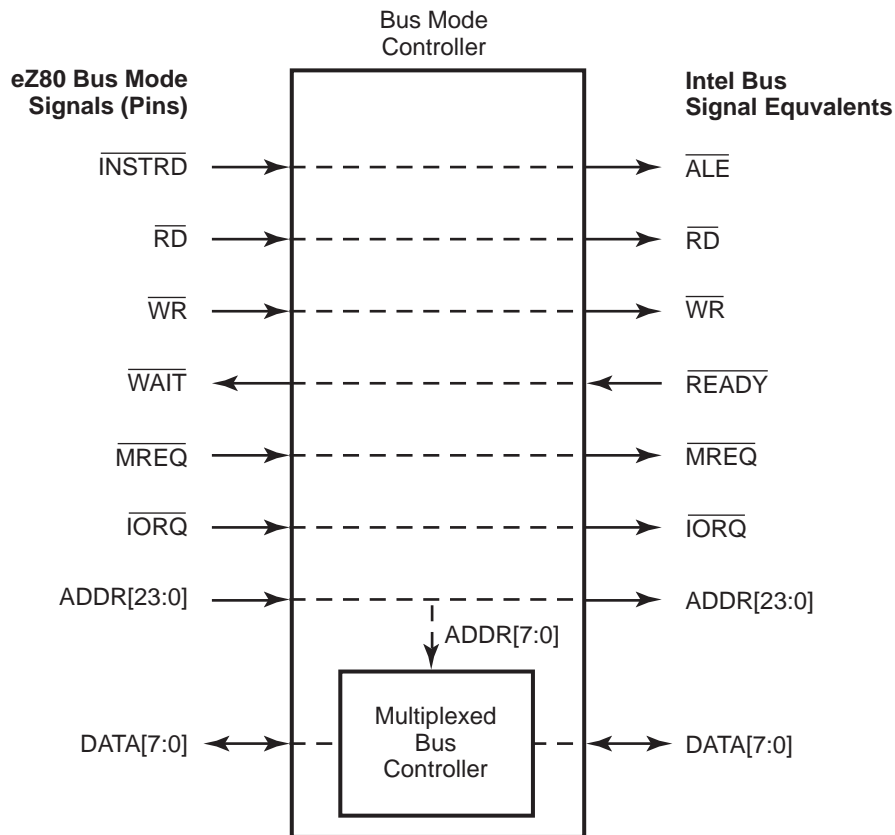 Bus Mode
Controller
eZ80 Bus Mode
Signals (Pins)
Intel Bus
Signal Equvalents
INSTRD
ALE
RD
RD
WR
WR
WAIT
READY
MREQ
MREQ
IORQ
IORQ
ADDR[23:0]
ADDR[23:0]
ADDR[7:0]
DATA[7:0]
Multiplexed
Bus
Controller
DATA[7:0]